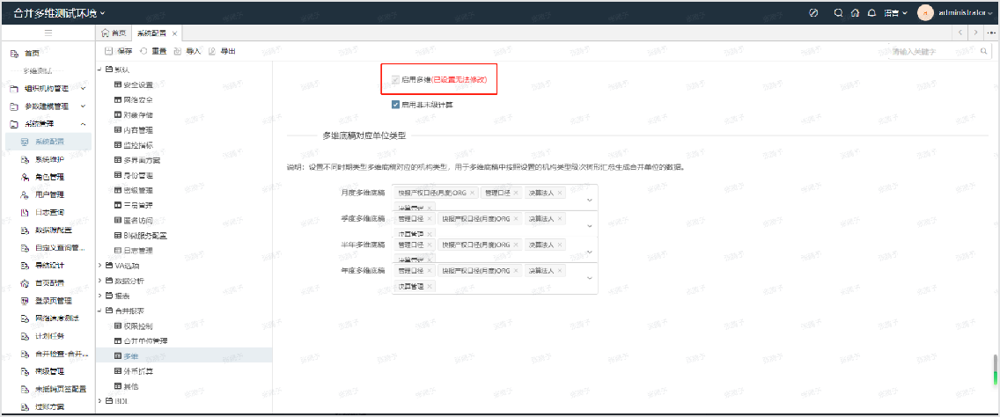 合并多维测试环境
语言
a
administrator
首页
系统配置
保存
重置
导入
导出
请输入关键字
首页
多维测试
组织机构管理
参数建模管理
系统管理
系统配置
系统维护
角色管理
用户管理
日志查询
数据源配置
自定义查询管...
导航设计
首页配置
登录页管理
网络速度测试
计划任务
合并检查-合并...
密级管理
未抵销页签配置
过账方案
默认
安全设置
网络安全
对象存储
内容管理
监控指标
多界面方案
身份管理
密级管理
三员管理
匿名访问
BI微服务配置
日志管理
VA选项
数据分析
报表
合并报表
权限控制
合并单位管理
多维
外币折算
其他
BDE
启用多维(已设置无法修改)
启用非末级计算
多维底稿对应单位类型
说明：设置不同时期类型多维底稿对应的机构类型，用于多维底稿中按照设置的机构类型级次树形汇总生成合并单位的数据。
月度多维底稿 快报产权口径(月度)ORG 管理口径 决算法人
决算管理
季度多维底稿 管理口径 快报产权口径(月度)ORG 决算法人
决算管理
半年多维底稿 管理口径 快报产权口径(月度)ORG 决算法人
决算管理
年度多维底稿 管理口径 快报产权口径(月度)ORG 决算法人
决算管理